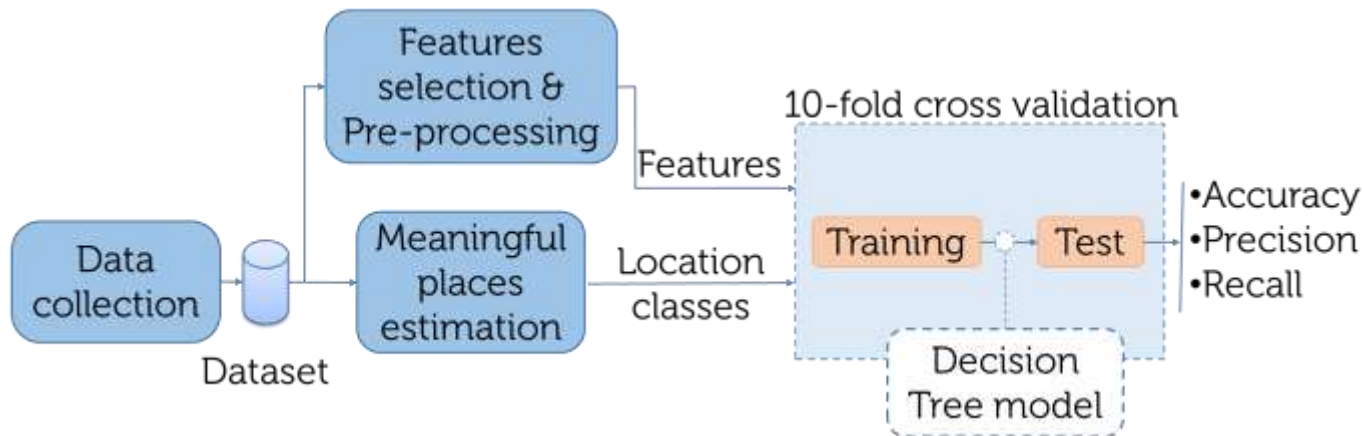 Data
collection
Dataset
Features
selection &
Pre-processing
Meaningful
places
estimation
Features
Location
classes
10-fold cross validation
Training
Test
Decision
Tree model
•Accuracy
•Precision
•Recall